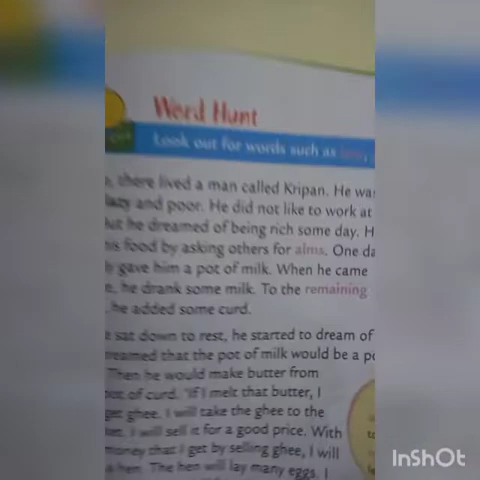 Word Hunt
Look out for words such as
there lived a man called Kripan. He was
lazy and poor. He did not like to work at
but he dreamed of being rich some day. H
his food by asking others for alms. One da
gave him a pot of milk. When he came
he drank some milk. To the remaining
he added some curd.
sat down to rest, he started to dream of
dreamed that the pot of milk would be a po
Then he would make butter from
pot of curd. 'If I melt that butter, I
get ghee. I will take the ghee to the
I will sell it for a good price. With
money that I get by selling ghee, I will
a hen. The hen will lay many eggs. I
InShOt